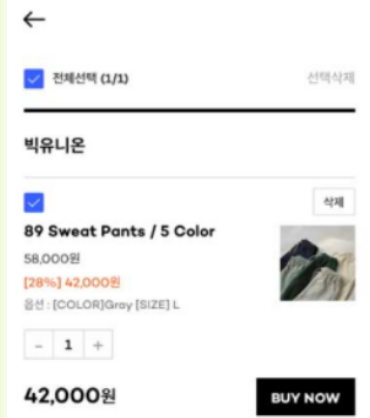 전체선택 (1/1)
선택삭제
빅유니온
삭제
89 Sweat Pants / 5 Color
58,000원
[28%] 42,000원
옵션 : [COLOR]Gray [SIZE] L
- 1 +
42,000원
BUY NOW